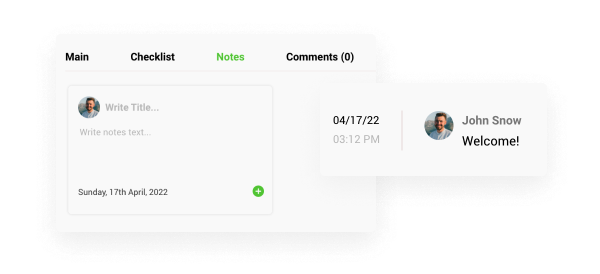 Main
Checklist
Notes
Comments (0)
Write Title...
Write notes text...
Sunday, 17th April, 2022
04/17/22
03:12 PM
John Snow
Welcome!